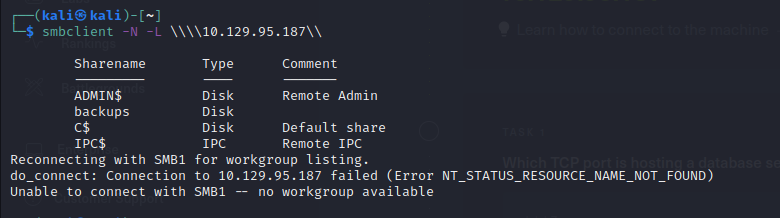 ┌──(kali㉿kali)-[~]
└─$ smbclient -N -L \\\\10.129.95.187\\
Learn how to connect to the machine
Rankings
Sharename Type Comment
--------- ---- -------
ADMIN$ Disk Remote Admin
backups Disk
C$ Disk Default share
IPC$ IPC Remote IPC
TASK 1
Reconnecting with SMB1 for workgroup listing.
Which TCP port is hosting a database se
do_connect: Connection to 10.129.95.187 failed (Error NT_STATUS_RESOURCE_NAME_NOT_FOUND)
Unable to connect with SMB1 -- no workgroup available